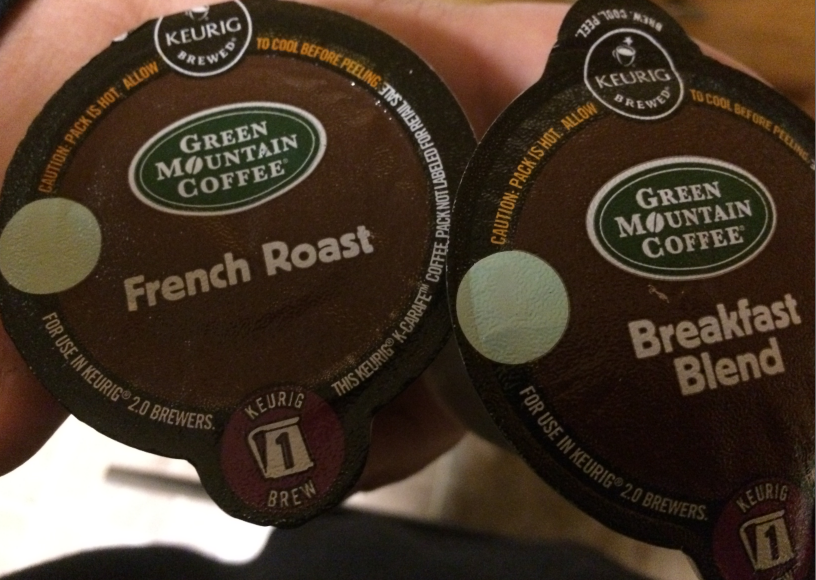 KEURIG
BREWED
CAUTION: PACK IS HOT. ALLOW TO COOL BEFORE PEELING.
GREEN
MOUNTAIN
COFFEE®
French Roast
THIS KEURIG® K-CARAFE™ COFFEE PACK NOT LABELED FOR RETAIL SALE.
FOR USE IN KEURIG® 2.0 BREWERS.
KEURIG
1
BREW
BREW. COOL. PEEL.
KEURIG
BREWED
CAUTION: PACK IS HOT. ALLOW TO COOL BEFORE PEELING.
GREEN
MOUNTAIN
COFFEE®
Breakfast
Blend
FOR USE IN KEURIG® 2.0 BREWERS.
KEURIG
1